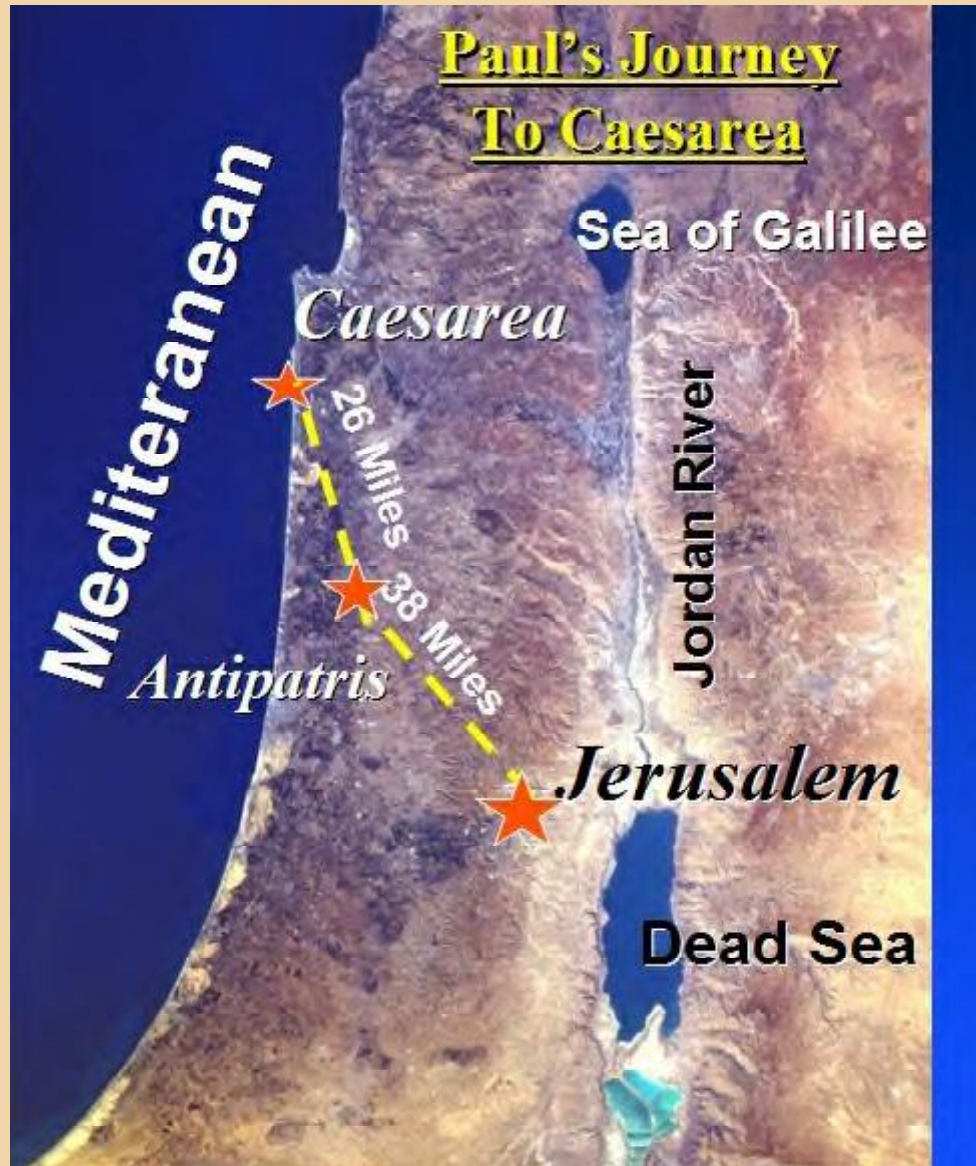 Paul's Journey
To Caesarea
Sea of Galilee
Mediteranean
Caesarea
26 Miles
Jordan River
38 Miles
Antipatris
Jerusalem
Dead Sea